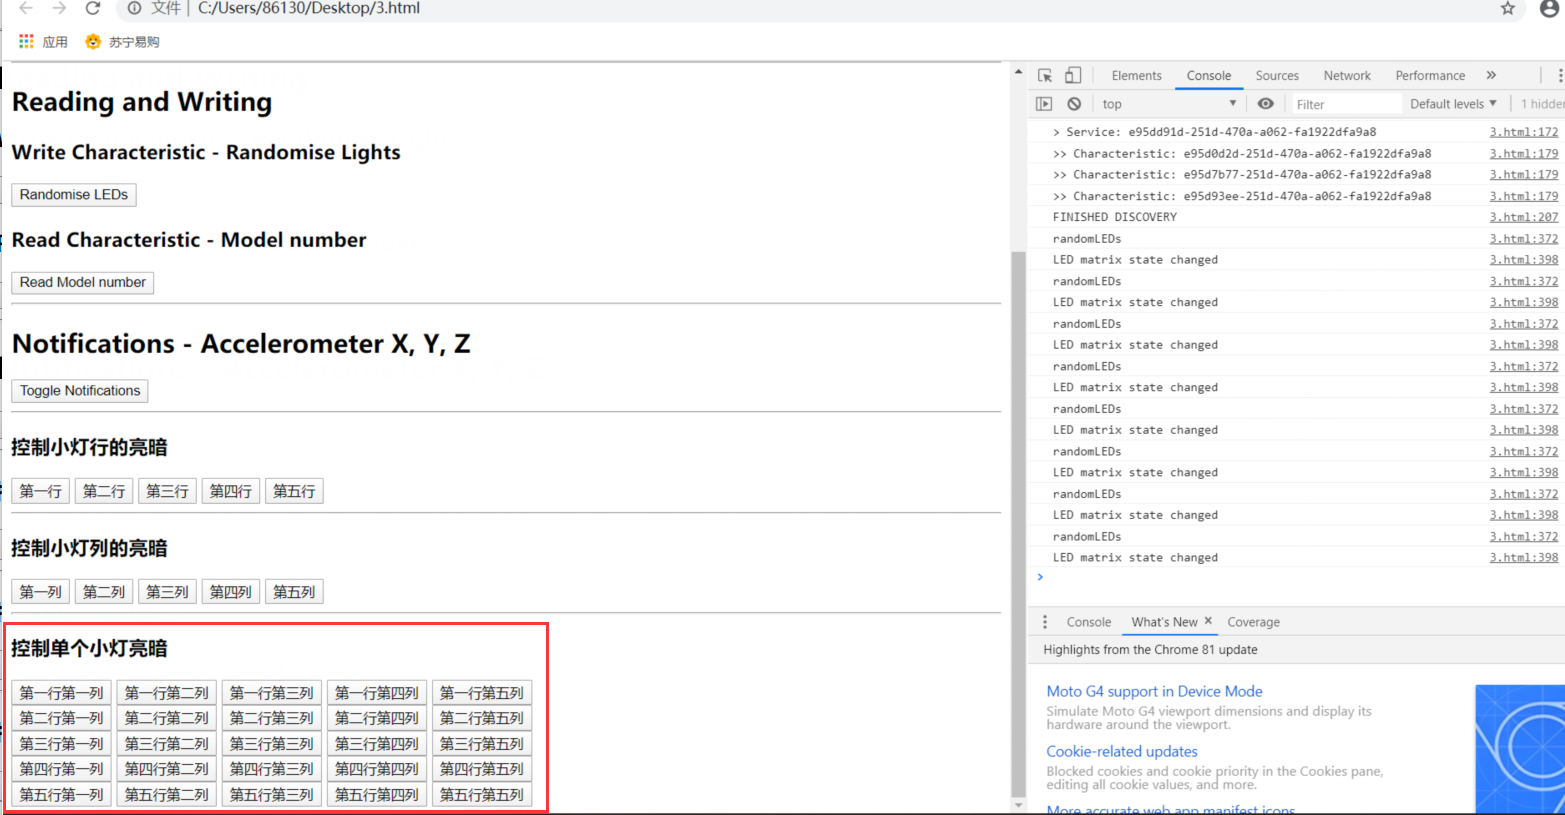 文件 C:/Users/86130/Desktop/3.html
应用 苏宁易购
Reading and Writing
Write Characteristic - Randomise Lights
Randomise LEDs
Read Characteristic - Model number
Read Model number
Notifications - Accelerometer X, Y, Z
Toggle Notifications
控制小灯行的亮暗
第一行 第二行 第三行 第四行 第五行
控制小灯列的亮暗
第一列 第二列 第三列 第四列 第五列
控制单个小灯亮暗
第一行第一列 第一行第二列 第一行第三列 第一行第四列 第一行第五列
第二行第一列 第二行第二列 第二行第三列 第二行第四列 第二行第五列
第三行第一列 第三行第二列 第三行第三列 第三行第四列 第三行第五列
第四行第一列 第四行第二列 第四行第三列 第四行第四列 第四行第五列
第五行第一列 第五行第二列 第五行第三列 第五行第四列 第五行第五列
Elements Console Sources Network Performance »
top Filter Default levels 1 hidden
> Service: e95dd91d-251d-470a-a062-fa1922dfa9a8 3.html:172
>> Characteristic: e95d0d2d-251d-470a-a062-fa1922dfa9a8 3.html:179
>> Characteristic: e95d7b77-251d-470a-a062-fa1922dfa9a8 3.html:179
>> Characteristic: e95d93ee-251d-470a-a062-fa1922dfa9a8 3.html:179
FINISHED DISCOVERY 3.html:207
randomLEDs 3.html:372
LED matrix state changed 3.html:398
randomLEDs 3.html:372
LED matrix state changed 3.html:398
randomLEDs 3.html:372
LED matrix state changed 3.html:398
randomLEDs 3.html:372
LED matrix state changed 3.html:398
randomLEDs 3.html:372
LED matrix state changed 3.html:398
randomLEDs 3.html:372
LED matrix state changed 3.html:398
randomLEDs 3.html:372
LED matrix state changed 3.html:398
randomLEDs 3.html:372
LED matrix state changed 3.html:398
>
Console What's New × Coverage
Highlights from the Chrome 81 update
Moto G4 support in Device Mode
Simulate Moto G4 viewport dimensions and display its
hardware around the viewport.
Cookie-related updates
Blocked cookies and cookie priority in the Cookies pane,
editing all cookie values, and more.
More accurate web app manifest icons